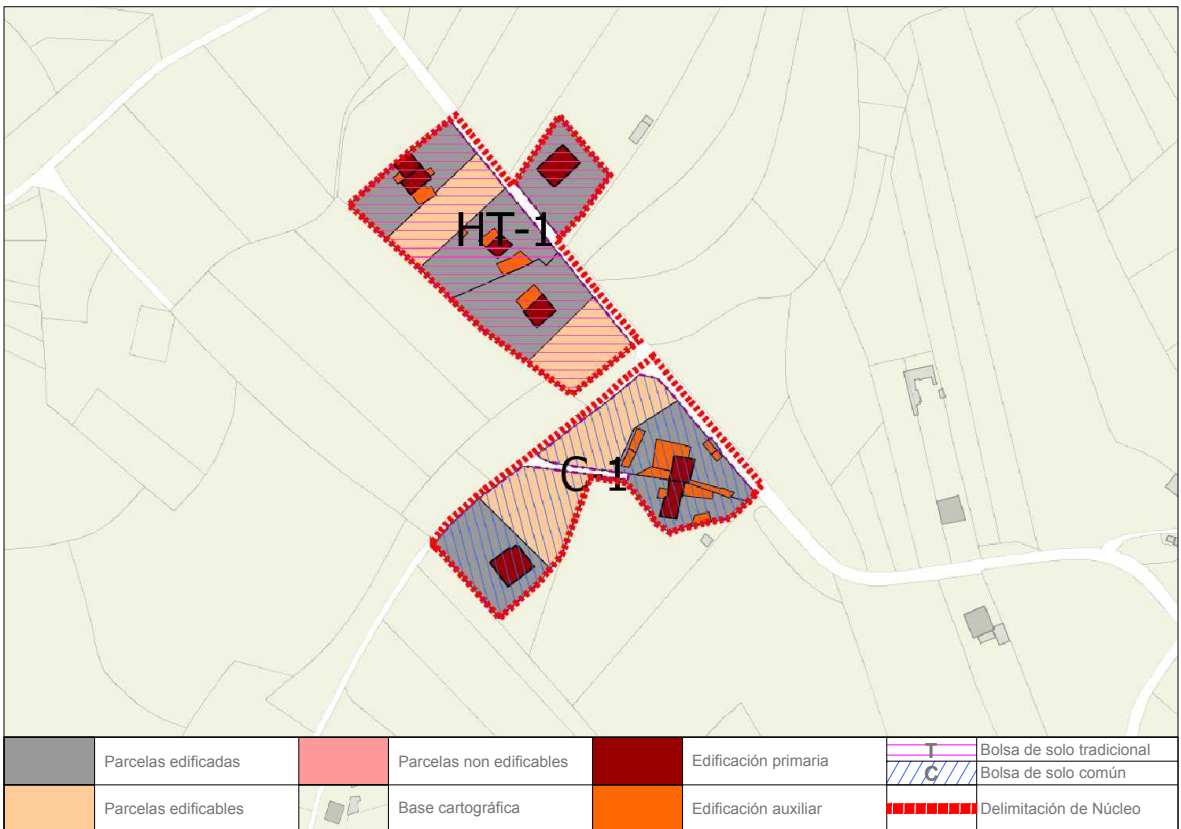 HT-1
C-1
Parcelas edificadas
Parcelas non edificables
Edificación primaria
T
Bolsa de solo tradicional
C
Bolsa de solo común
Parcelas edificables
Base cartográfica
Edificación auxiliar
Delimitación de Núcleo